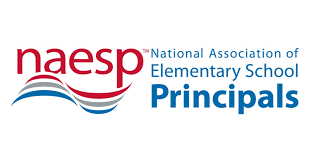 naesp™
National Association of
Elementary School
Principals